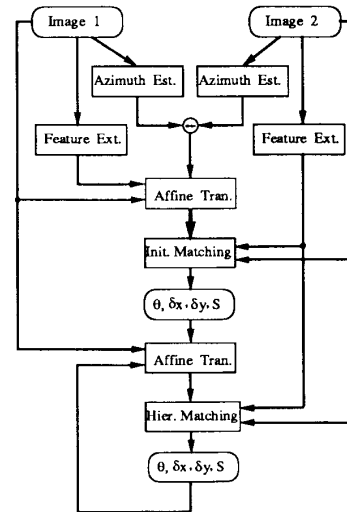 Image 1
Image 2
Azimuth Est.
Azimuth Est.
Feature Ext.
Feature Ext.
Affine Tran.
Init. Matching
θ, δx, δy, S
Affine Tran.
Hier. Matching
θ, δx, δy, S